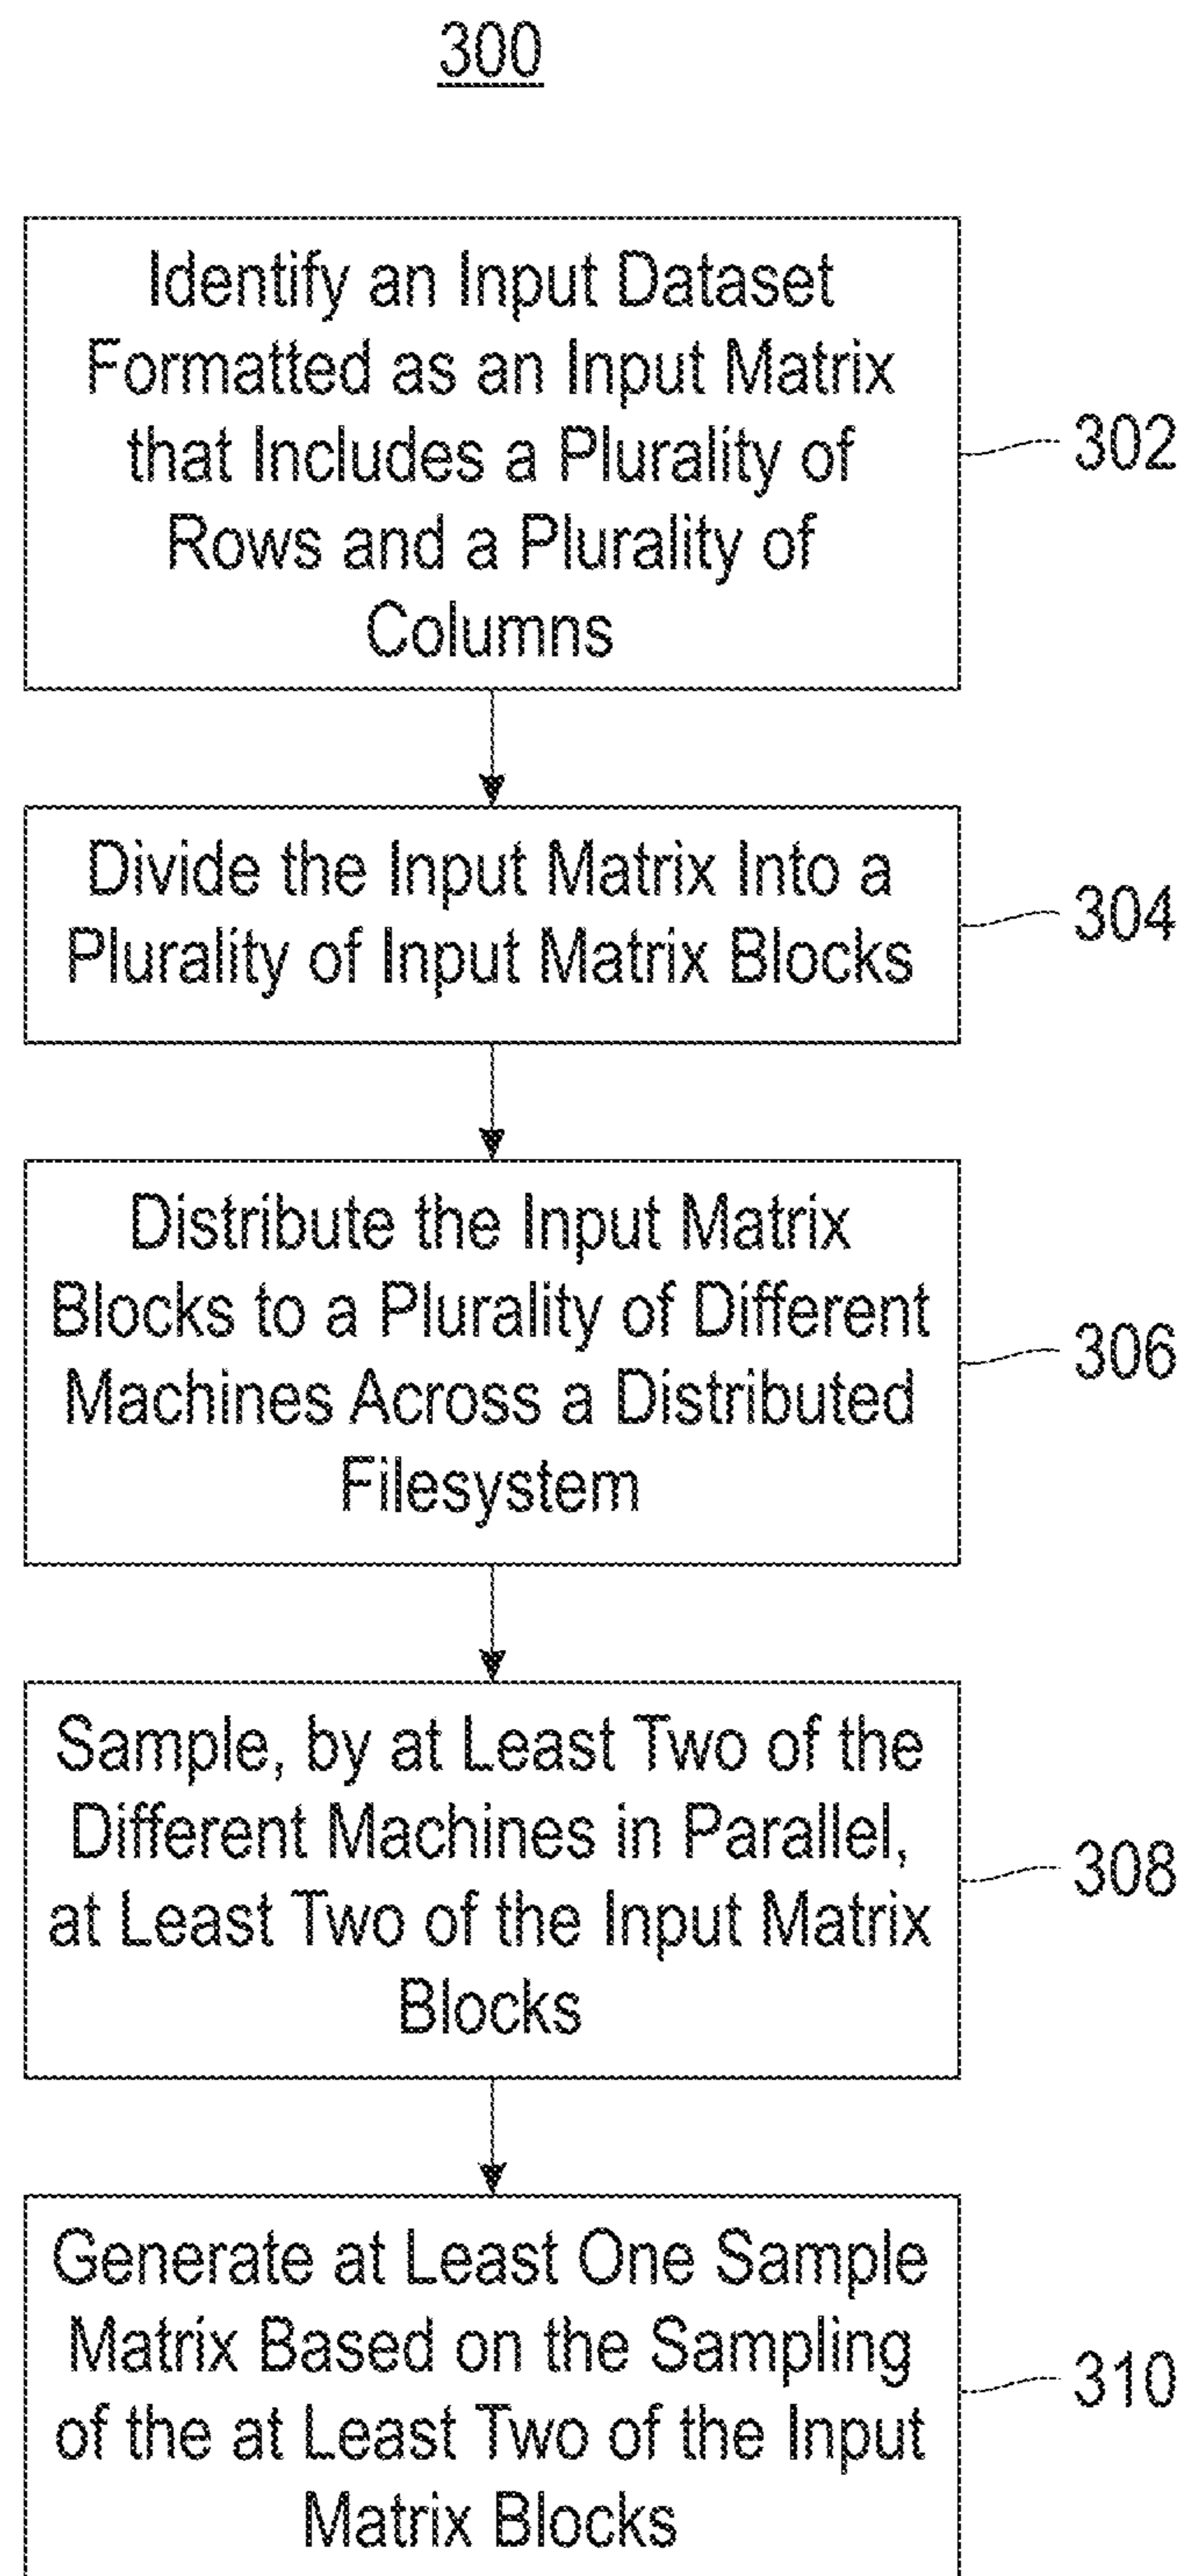 300
Identify an Input Dataset
Formatted as an Input Matrix
that Includes a Plurality of
Rows and a Plurality of
Columns
302
Divide the Input Matrix Into a
Plurality of Input Matrix Blocks
304
Distribute the Input Matrix
Blocks to a Plurality of Different
Machines Across a Distributed
Filesystem
306
Sample, by at Least Two of the
Different Machines in Parallel,
at Least Two of the Input Matrix
Blocks
308
Generate at Least One Sample
Matrix Based on the Sampling
of the at Least Two of the Input
Matrix Blocks
310